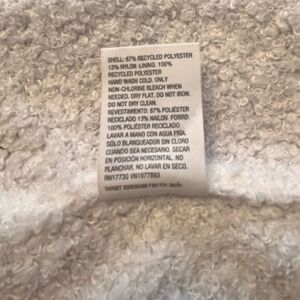 SHELL: 87% RECYCLED POLYESTER
13% NYLON LINING: 100%
RECYCLED POLYESTER
HAND WASH COLD. ONLY
NON-CHLORINE BLEACH WHEN
NEEDED. DRY FLAT. DO NOT IRON.
DO NOT DRY CLEAN.
REVESTIMIENTO: 87% POLIÉSTER
RECICLADO 13% NAILON FORRO:
100% POLIÉSTER RECICLADO
LAVAR A MANO CON AGUA FRÍA.
SÓLO BLANQUEADOR SIN CLORO
CUANDO SEA NECESARIO. SECAR
EN POSICIÓN HORIZONTAL. NO
PLANCHAR. NO LAVAR EN SECO.
RN17730 VN1977893
TARGET